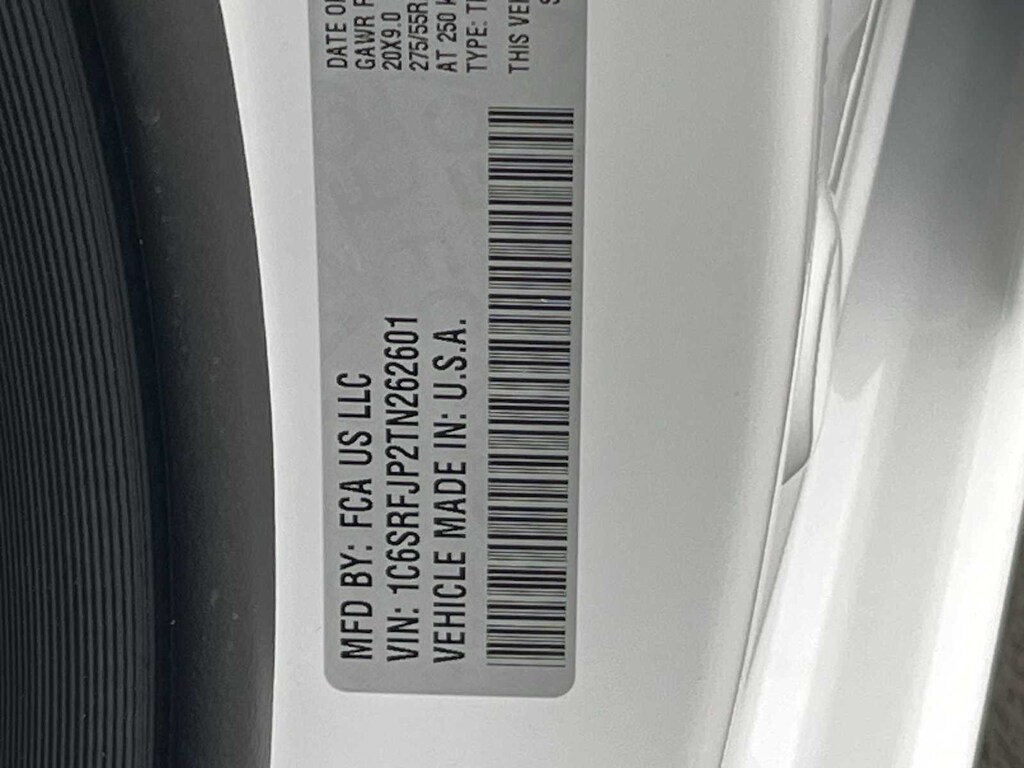 MFD BY: FCA US LLC
VIN: 1C6SRFJP2TN262601
VEHICLE MADE IN: U.S.A.
DATE OF
GAWR F
20X9.0
275/55R
AT 250 K
TYPE: T
THIS VE
S